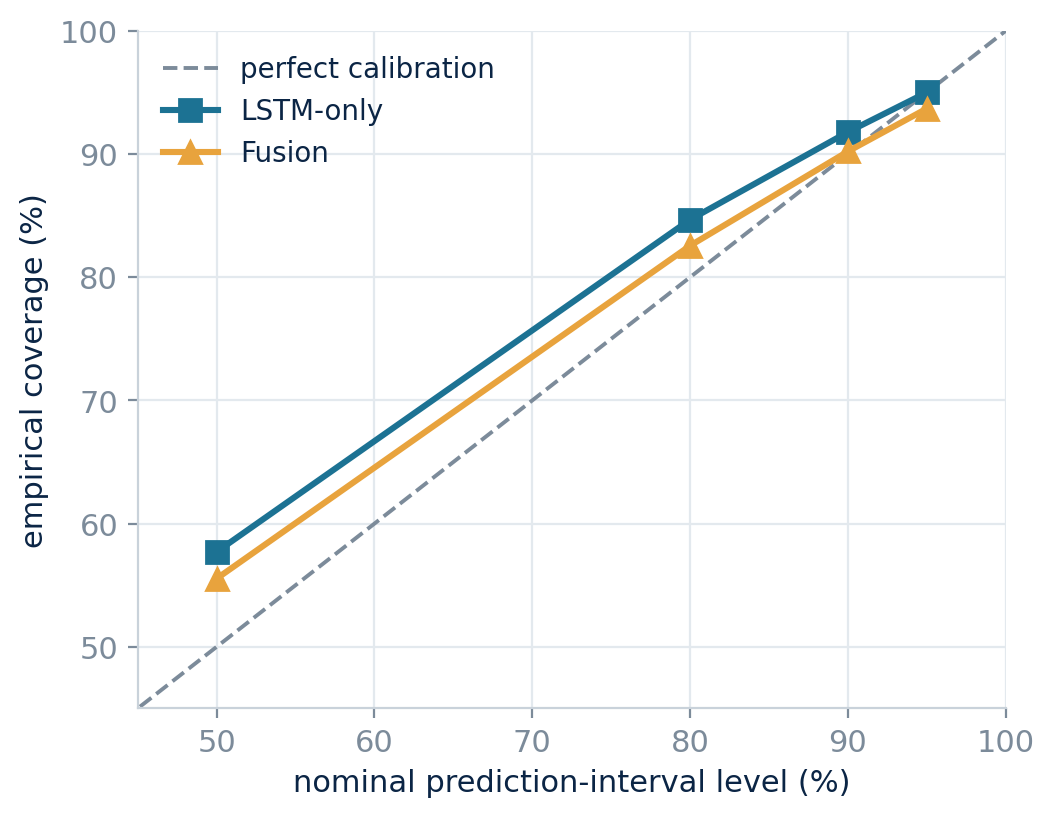 100
90
80
70
60
50
empirical coverage (%)
perfect calibration
LSTM-only
Fusion
50 60 70 80 90 100
nominal prediction-interval level (%)